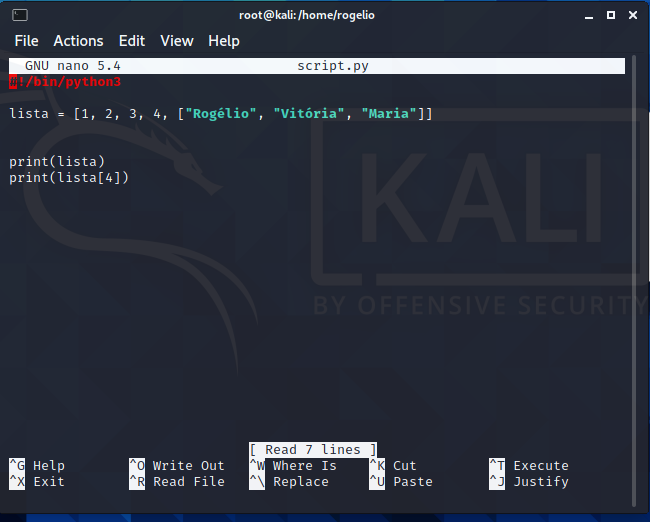 root@kali: /home/rogelio
File Actions Edit View Help
GNU nano 5.4 script.py
#!/bin/python3
lista = [1, 2, 3, 4, ["Rogélio", "Vitória", "Maria"]]
print(lista)
print(lista[4])
KALI
BY OFFENSIVE SECURITY
[ Read 7 lines ]
^G Help ^O Write Out ^W Where Is ^K Cut ^T Execute
^X Exit ^R Read File ^\ Replace ^U Paste ^J Justify